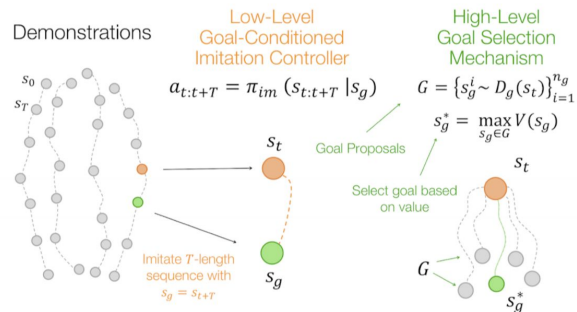 Demonstrations
s_0
s_T
Low-Level
Goal-Conditioned
Imitation Controller
a_{t:t+T} = π_{im} (s_{t:t+T} |s_g)
s_t
s_g
Imitate T-length
sequence with
s_g = s_{t+T}
High-Level
Goal Selection
Mechanism
G = {s_g^i ~ D_g(s_t)}_{i=1}^{n_g}
s_g^* = max_{s_g∈G} V(s_g)
Goal Proposals
Select goal based
on value
s_t
G
s_g^*